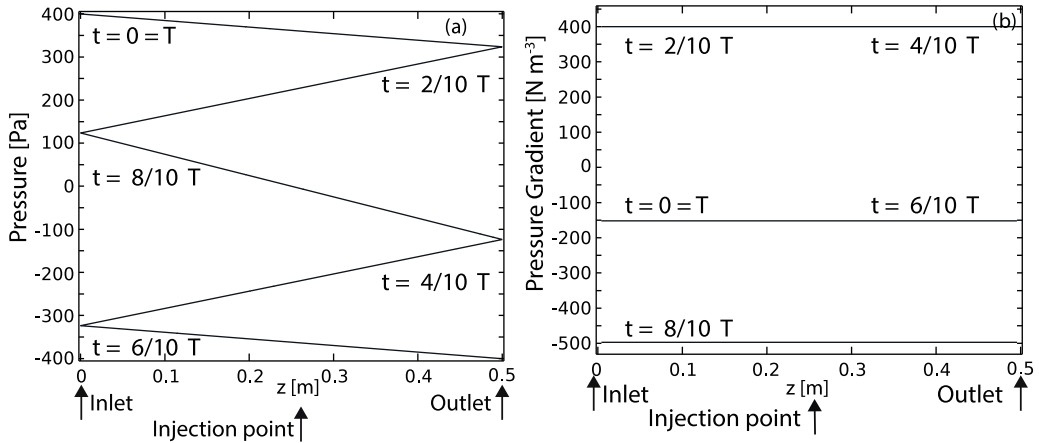 (a)
Pressure [Pa]
400
300
200
100
0
-100
-200
-300
-400
t = 0 = T
t = 2/10 T
t = 8/10 T
t = 4/10 T
t = 6/10 T
0 0.1 0.2 0.3 0.4 0.5
z [m]
Inlet
Outlet
Injection point
(b)
Pressure Gradient [N m⁻³]
400
300
200
100
0
-100
-200
-300
-400
-500
t = 2/10 T
t = 4/10 T
t = 0 = T
t = 6/10 T
t = 8/10 T
0 0.1 0.2 0.3 0.4 0.5
z [m]
Inlet
Outlet
Injection point